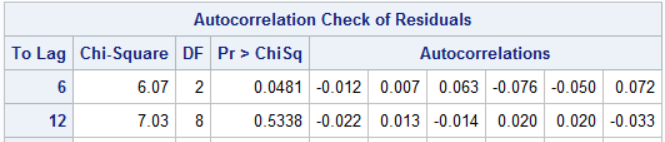 Autocorrelation Check of Residuals
To Lag Chi-Square DF Pr > ChiSq Autocorrelations
6 6.07 2 0.0481 -0.012 0.007 0.063 -0.076 -0.050 0.072
12 7.03 8 0.5338 -0.022 0.013 -0.014 0.020 0.020 -0.033